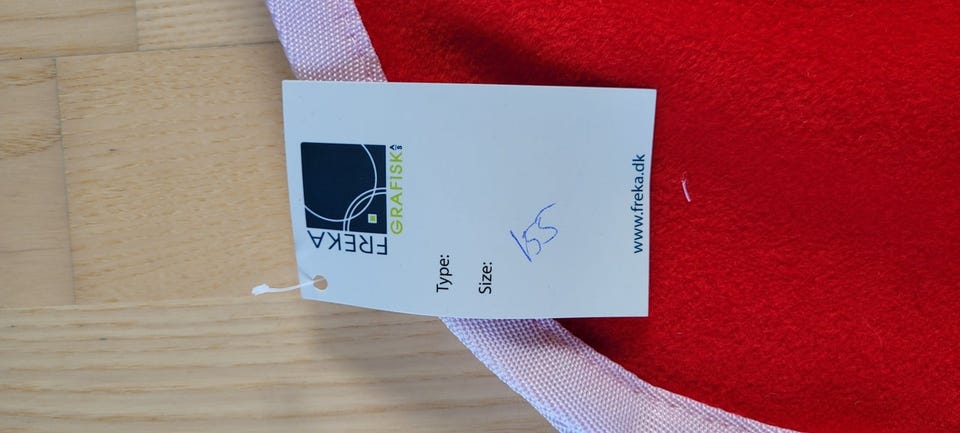 FREKA
GRAFISK A/S
Type:
Size: 155
www.freka.dk